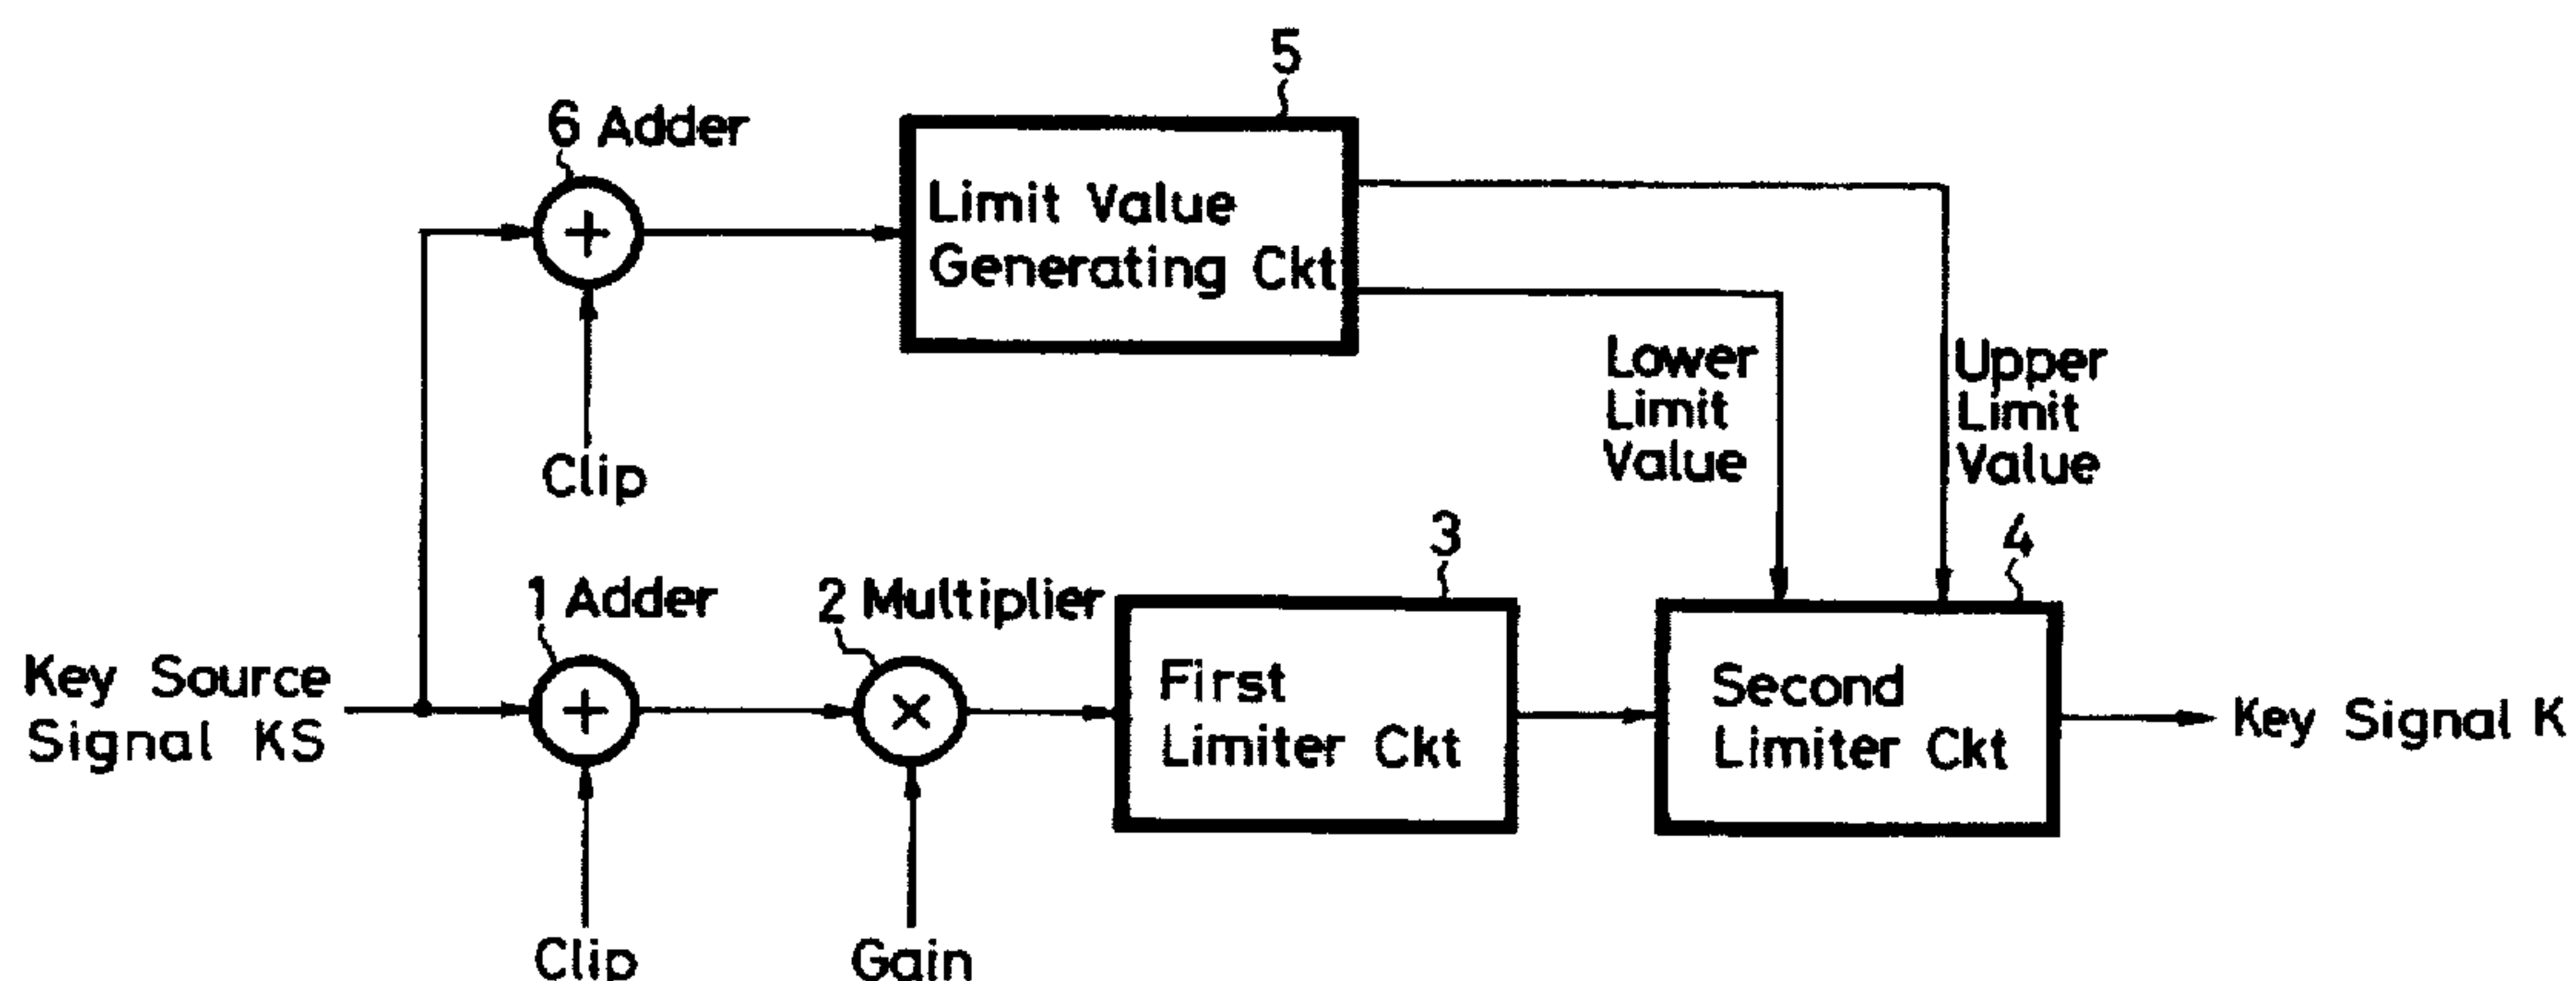 5
6 Adder
Limit Value
Generating Ckt
Clip
Lower
Limit
Value
Upper
Limit
Value
3
4
1 Adder
2 Multiplier
Key Source
Signal KS
First
Limiter Ckt
Second
Limiter Ckt
Key Signal K
Clip
Gain